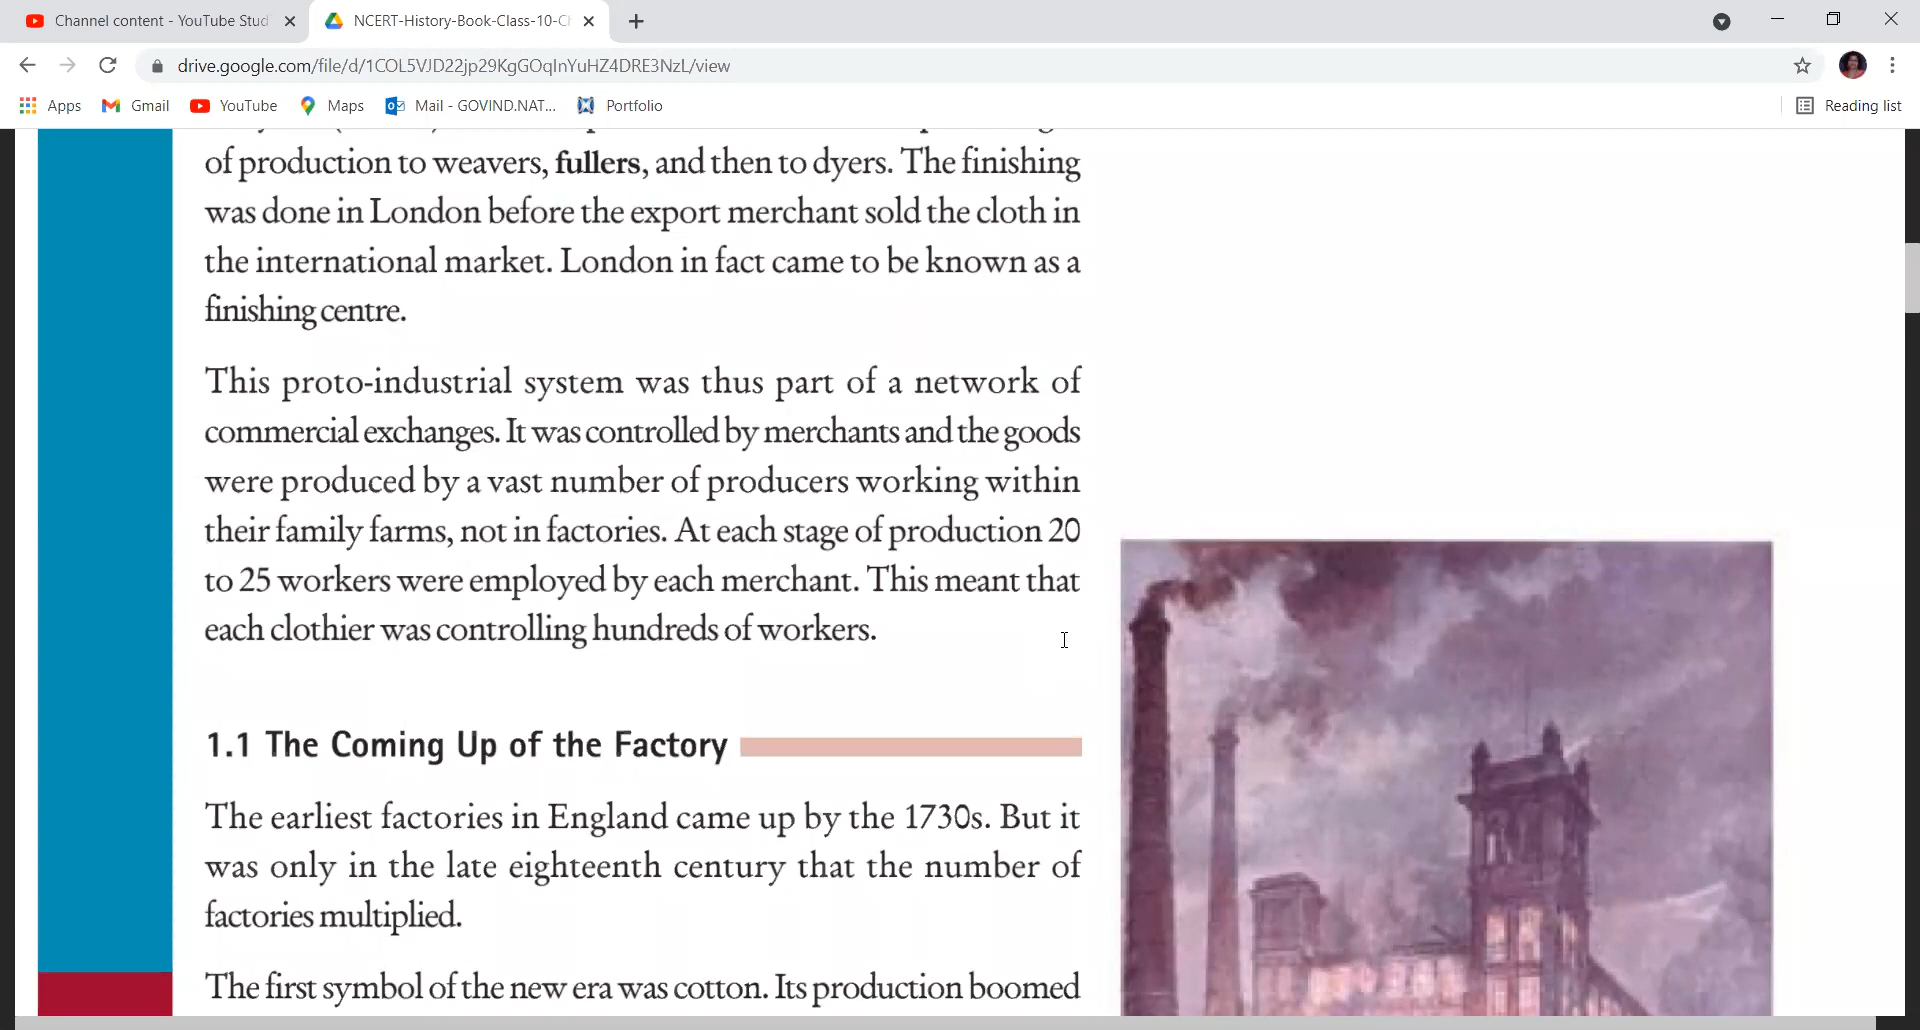 Channel content - YouTube Stud
NCERT-History-Book-Class-10-Ch
drive.google.com/file/d/1COL5VJD22jp29KgGOqInYuHZ4DRE3NzL/view
Apps Gmail YouTube Maps Mail - GOVIND.NAT... Portfolio Reading list
of production to weavers, fullers, and then to dyers. The finishing
was done in London before the export merchant sold the cloth in
the international market. London in fact came to be known as a
finishing centre.
This proto-industrial system was thus part of a network of
commercial exchanges. It was controlled by merchants and the goods
were produced by a vast number of producers working within
their family farms, not in factories. At each stage of production 20
to 25 workers were employed by each merchant. This meant that
each clothier was controlling hundreds of workers.
1.1 The Coming Up of the Factory
The earliest factories in England came up by the 1730s. But it
was only in the late eighteenth century that the number of
factories multiplied.
The first symbol of the new era was cotton. Its production boomed